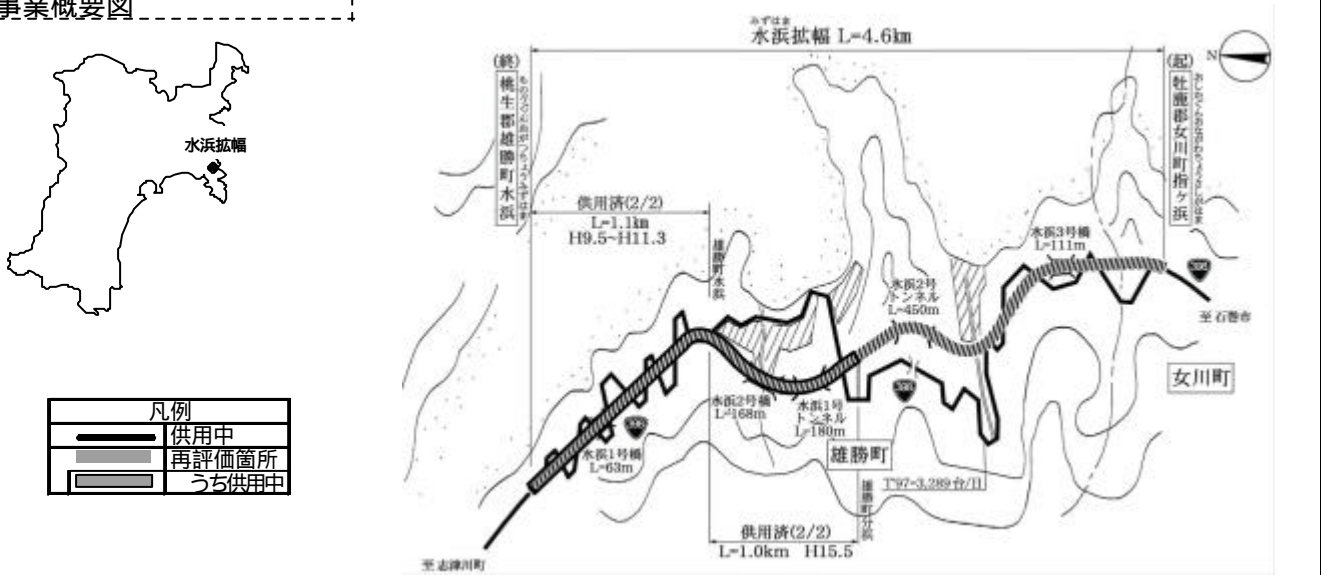 事業概要図
水浜拡幅
凡例
供用中
再評価箇所
うち供用中
みずはま
水浜拡幅 L=4.6km
(終)
桃生郡雄勝町水浜
(起)
牡鹿郡女川町指ヶ浜
N
供用済(2/2)
L=1.1km
H9.5~H11.3
雄勝町水浜
水浜3号橋
L=111m
水浜2号
トンネル
L=450m
398
至石巻市
女川町
398
水浜2号橋
L=168m
水浜1号
トンネル
L=180m
398
水浜1号橋
L=63m
雄勝町
T'97=3,289台/日
雄勝町分浜
供用済(2/2)
L=1.0km H15.5
至志津川町